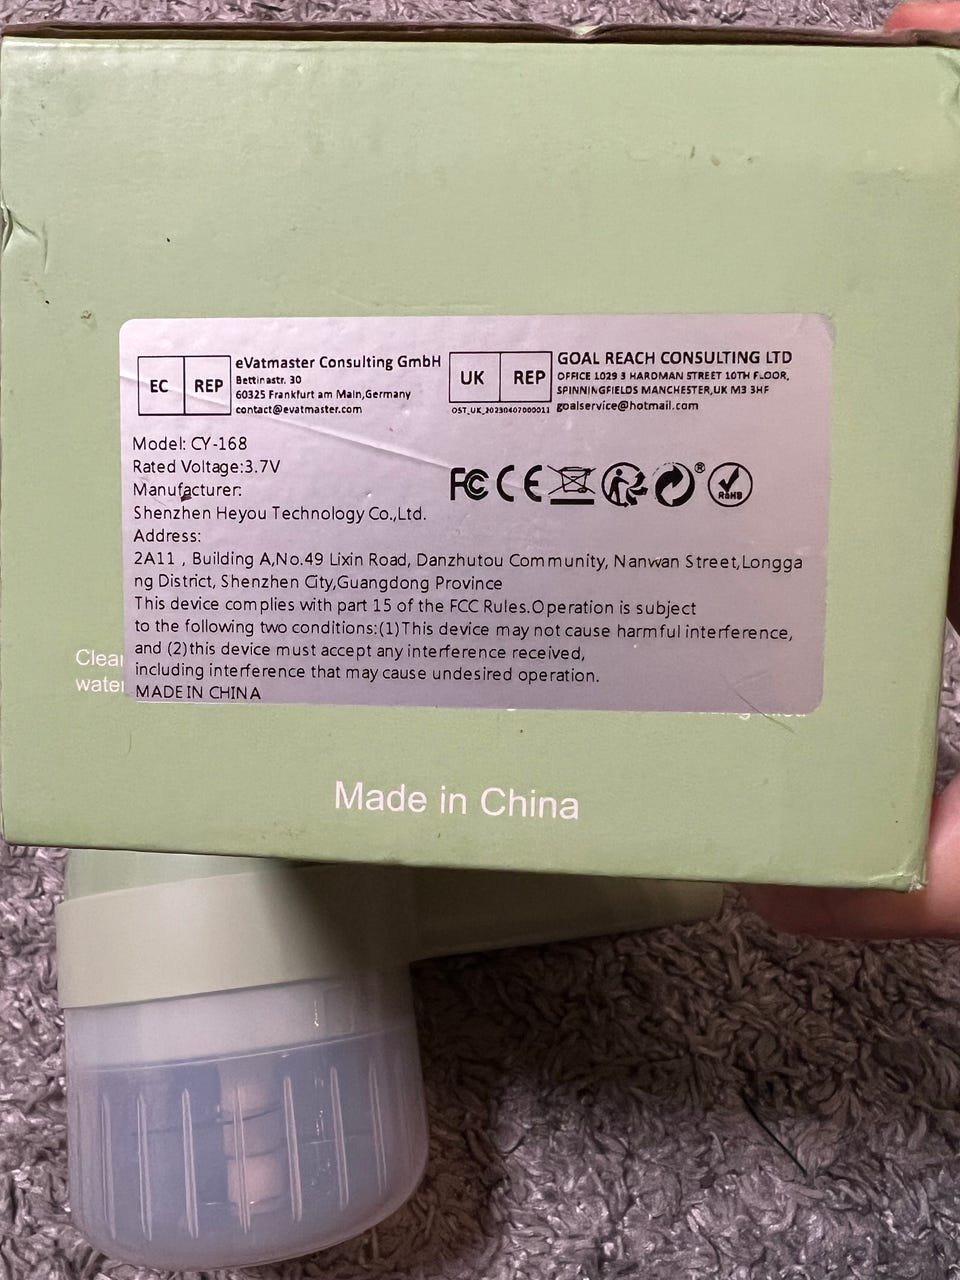 EC REP
eVatmaster Consulting GmbH
Bettinastr. 30
60325 Frankfurt am Main,Germany
contact@evatmaster.com
UK REP
OST_UK_20230407000011
GOAL REACH CONSULTING LTD
OFFICE 1029 3 HARDMAN STREET 10TH FLOOR,
SPINNINGFIELDS MANCHESTER,UK M3 3HF
goalservice@hotmail.com
Model: CY-168
Rated Voltage:3.7V
Manufacturer:
Shenzhen Heyou Technology Co.,Ltd.
FC CE ® RoHS
Address:
2A11 , Building A,No.49 Lixin Road, Danzhutou Community, Nanwan Street,Longga
ng District, Shenzhen City,Guangdong Province
This device complies with part 15 of the FCC Rules.Operation is subject
to the following two conditions:(1)This device may not cause harmful interference,
and (2)this device must accept any interference received,
including interference that may cause undesired operation.
MADE IN CHINA
Clea
water
Made in China